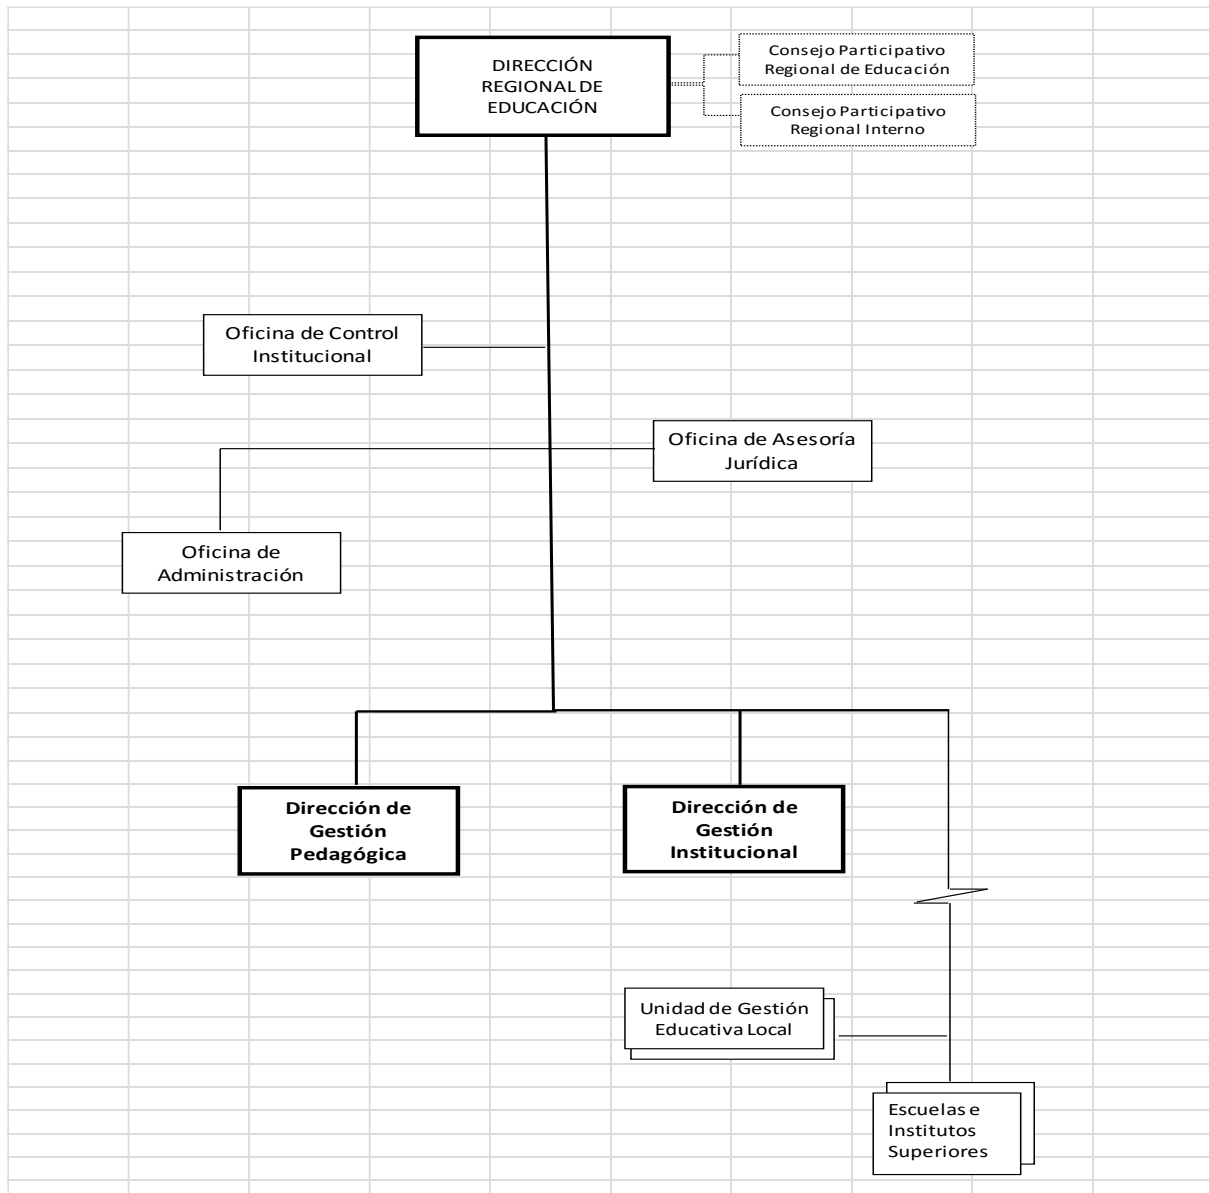 DIRECCIÓN
REGIONAL DE
EDUCACIÓN
Consejo Participativo
Regional de Educación
Consejo Participativo
Regional Interno
Oficina de Control
Institucional
Oficina de Asesoría
Jurídica
Oficina de
Administración
Dirección de
Gestión
Pedagógica
Dirección de
Gestión
Institucional
Unidad de Gestión
Educativa Local
Escuelas e
Institutos
Superiores